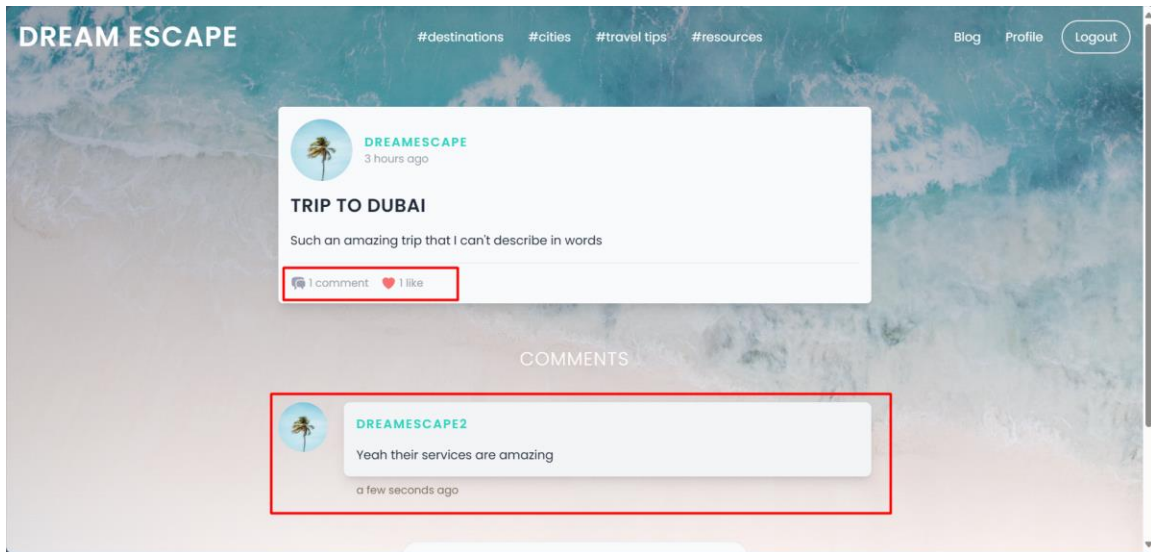 DREAM ESCAPE
#destinations #cities #travel tips #resources
Blog Profile Logout
DREAMESCAPE
3 hours ago
TRIP TO DUBAI
Such an amazing trip that I can't describe in words
1 comment 1 like
COMMENTS
DREAMESCAPE2
Yeah their services are amazing
a few seconds ago